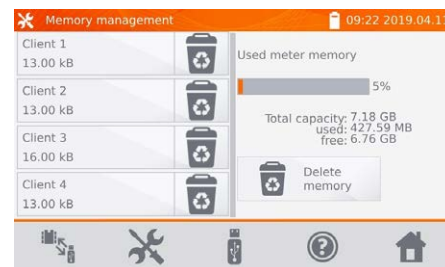 Memory management
09:22 2019.04.1
Client 1
13.00 kB
Client 2
13.00 kB
Client 3
16.00 kB
Client 4
13.00 kB
Used meter memory
5%
Total capacity: 7.18 GB
used: 427.59 MB
free: 6.76 GB
Delete
memory
?